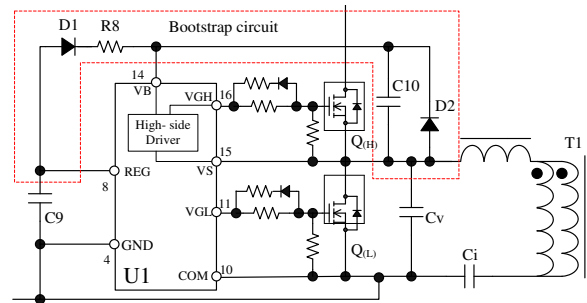 D1
R8
Bootstrap circuit
14
VB
VGH
16
C10
D2
High- side
Driver
Q(H)
T1
15
VS
REG
8
C9
VGL
11
Cv
GND
4
U1
Q(L)
COM
10
Ci